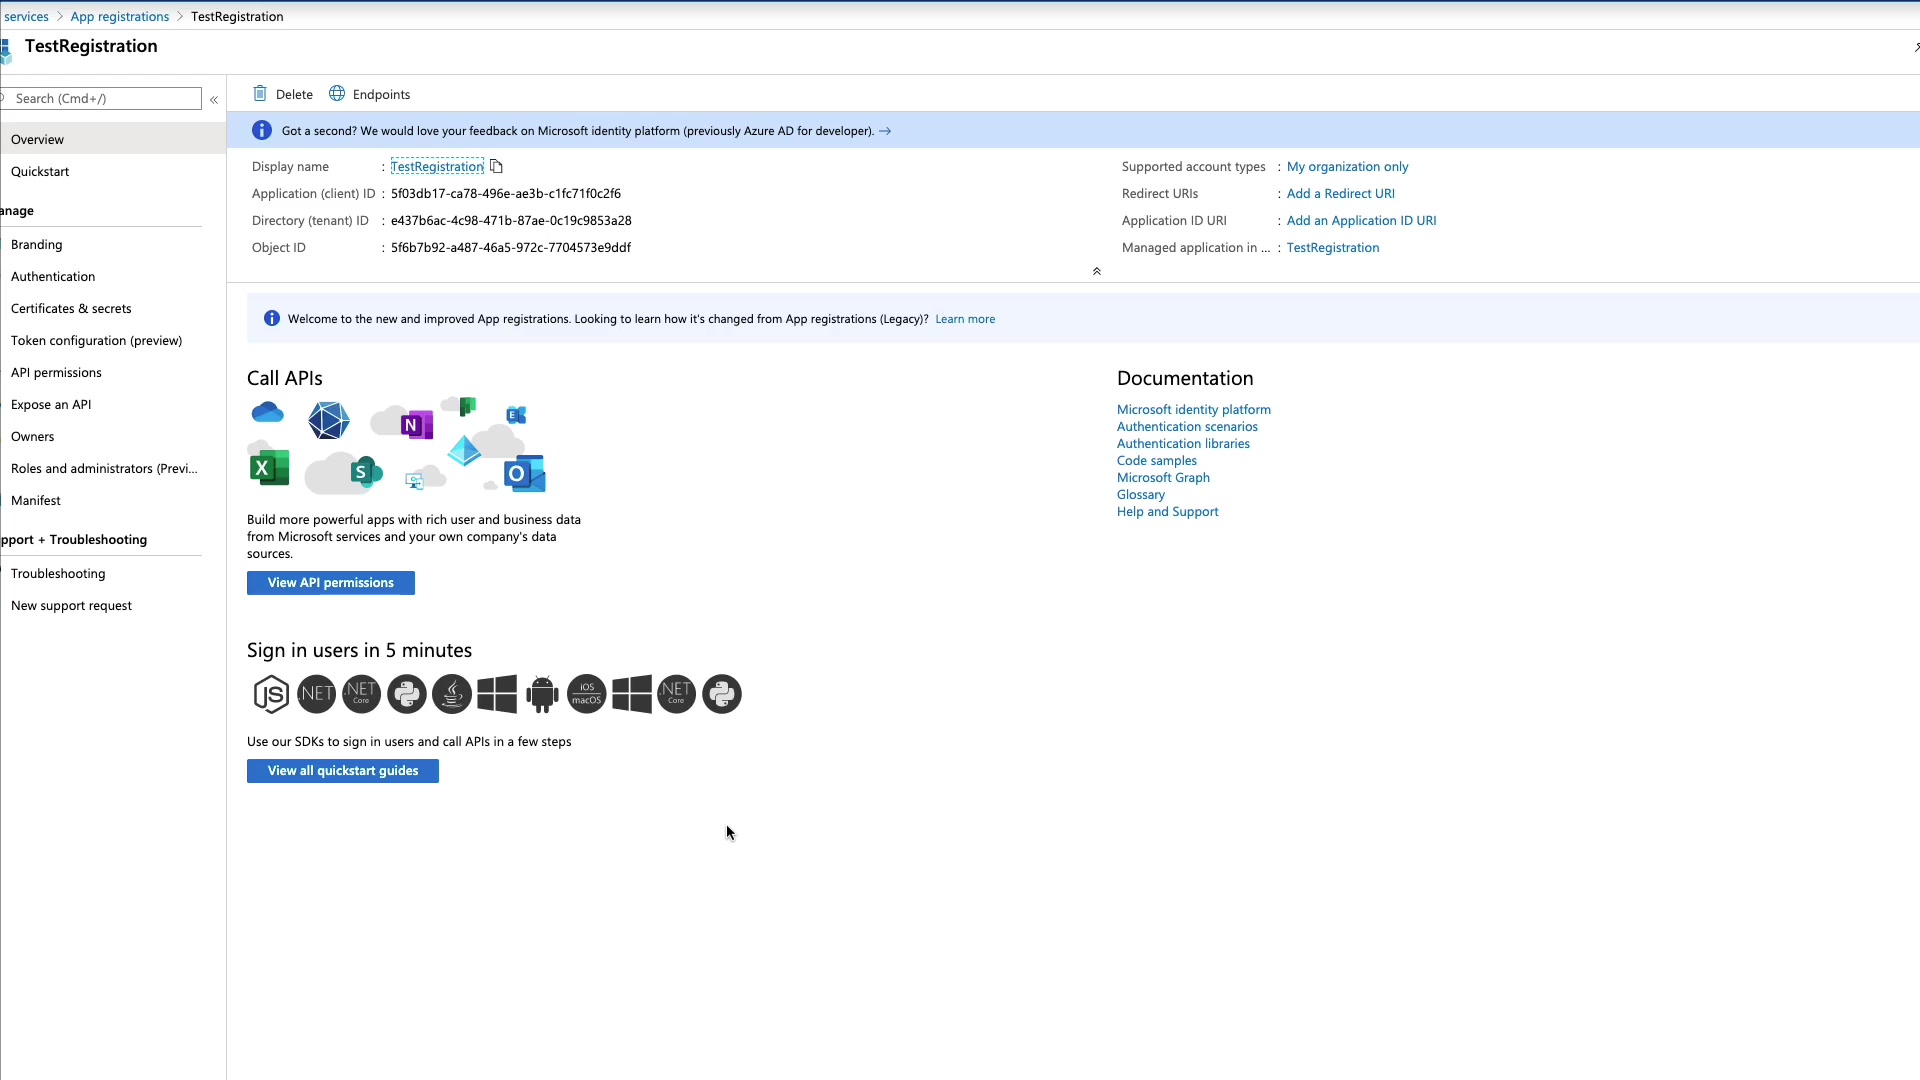 services > App registrations > TestRegistration
TestRegistration
Search (Cmd+/)
«
Overview
Quickstart
anage
Branding
Authentication
Certificates & secrets
Token configuration (preview)
API permissions
Expose an API
Owners
Roles and administrators (Previ...
Manifest
pport + Troubleshooting
Troubleshooting
New support request
Delete
Endpoints
Got a second? We would love your feedback on Microsoft identity platform (previously Azure AD for developer). →
Display name : TestRegistration
Application (client) ID : 5f03db17-ca78-496e-ae3b-c1fc71f0c2f6
Directory (tenant) ID : e437b6ac-4c98-471b-87ae-0c19c9853a28
Object ID : 5f6b7b92-a487-46a5-972c-7704573e9ddf
Supported account types : My organization only
Redirect URIs : Add a Redirect URI
Application ID URI : Add an Application ID URI
Managed application in ... : TestRegistration
Welcome to the new and improved App registrations. Looking to learn how it's changed from App registrations (Legacy)? Learn more
Call APIs
N
E
X
S
O
Build more powerful apps with rich user and business data
from Microsoft services and your own company's data
sources.
View API permissions
Sign in users in 5 minutes
JS
.NET
.NET Core
iOS macOS
.NET Core
Use our SDKs to sign in users and call APIs in a few steps
View all quickstart guides
Documentation
Microsoft identity platform
Authentication scenarios
Authentication libraries
Code samples
Microsoft Graph
Glossary
Help and Support